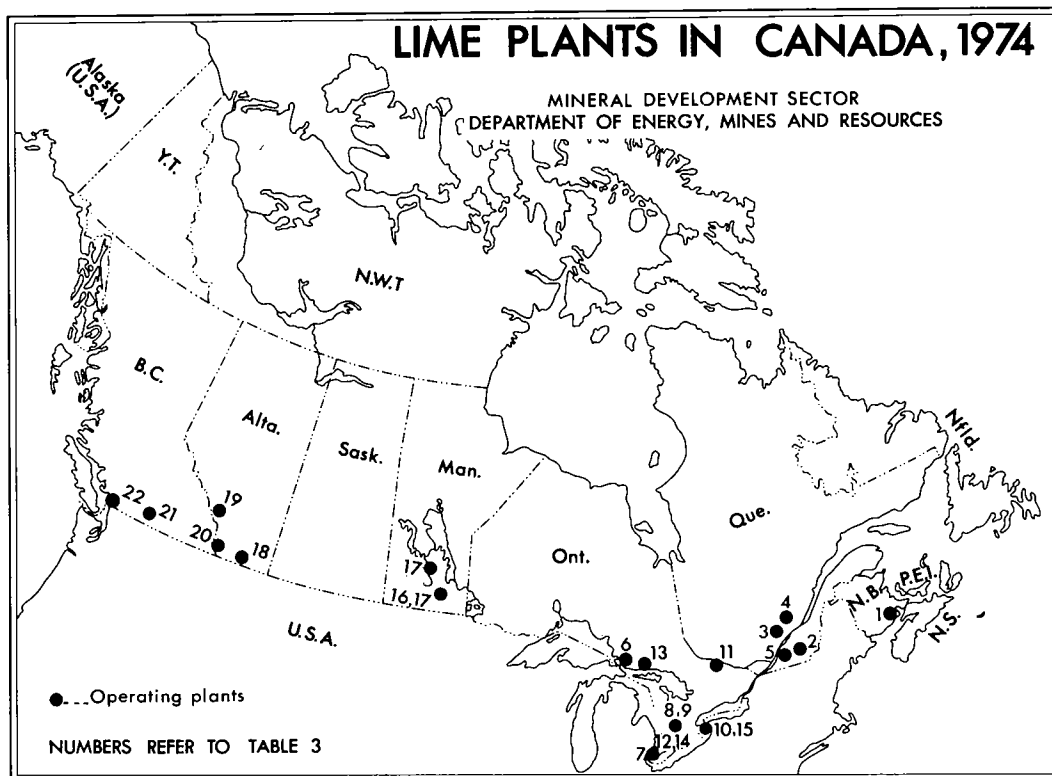 LIME PLANTS IN CANADA, 1974
MINERAL DEVELOPMENT SECTOR
DEPARTMENT OF ENERGY, MINES AND RESOURCES
Alaska
(U.S.A.)
Y.T.
N.W.T
B.C.
Alta.
Sask.
Man.
Ont.
Que.
Nfld.
N.B.
P.E.I.
N.S.
U.S.A.
22
21
19
20
18
17
16,17
6
13
11
4
3
5
2
1
8,9
10,15
12,14
7
---Operating plants
NUMBERS REFER TO TABLE 3